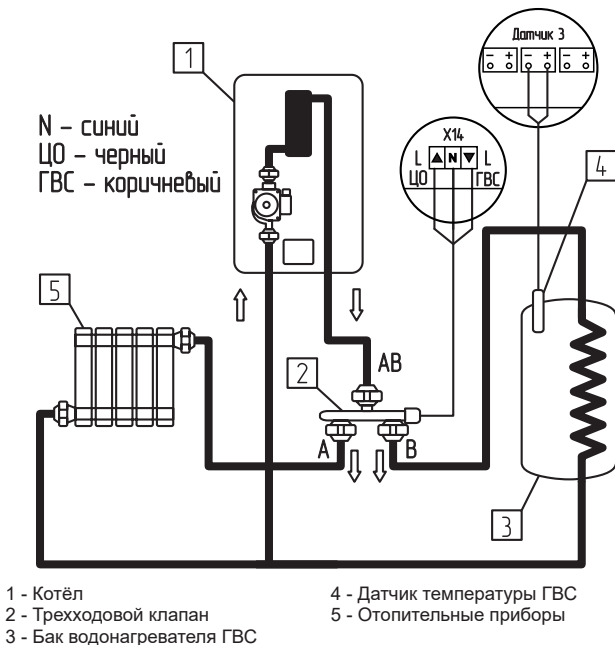 Датчик 3
- + - + - +
1
N – синий
ЦО – черный
ГВС – коричневый
X14
L ▲ N ▼ L
ЦО ГВС
4
5
2
AB
A
B
3
1 - Котёл
2 - Трехходовой клапан
3 - Бак водонагревателя ГВС
4 - Датчик температуры ГВС
5 - Отопительные приборы